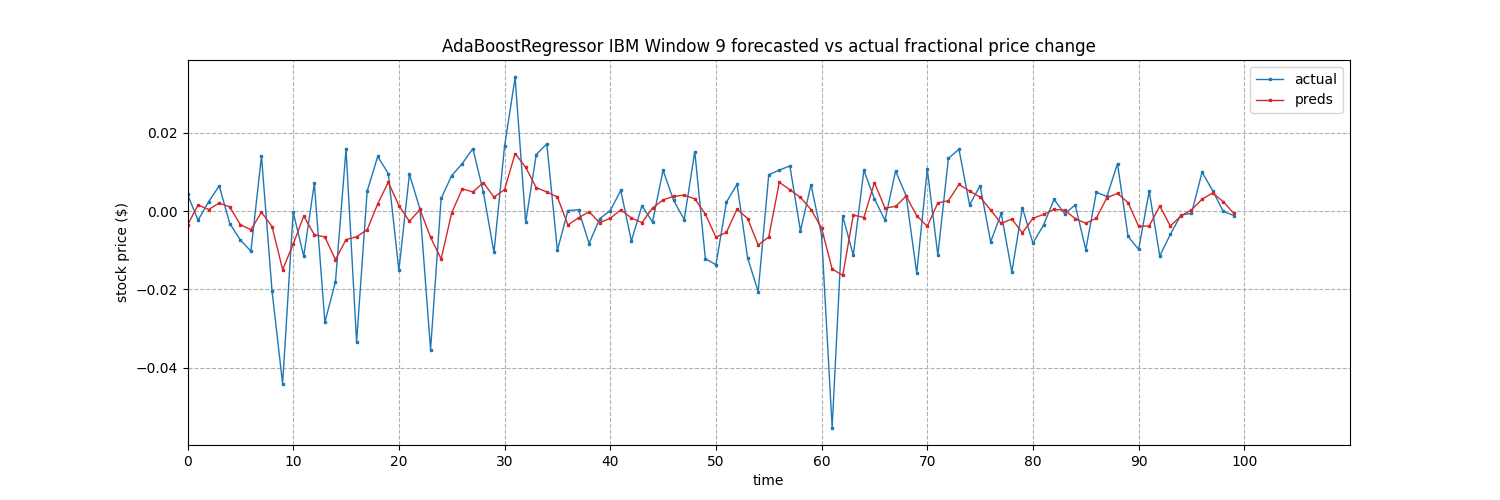 AdaBoostRegressor IBM Window 9 forecasted vs actual fractional price change
actual
preds
stock price ($)
0.02
0.00
−0.02
−0.04
0 10 20 30 40 50 60 70 80 90 100
time